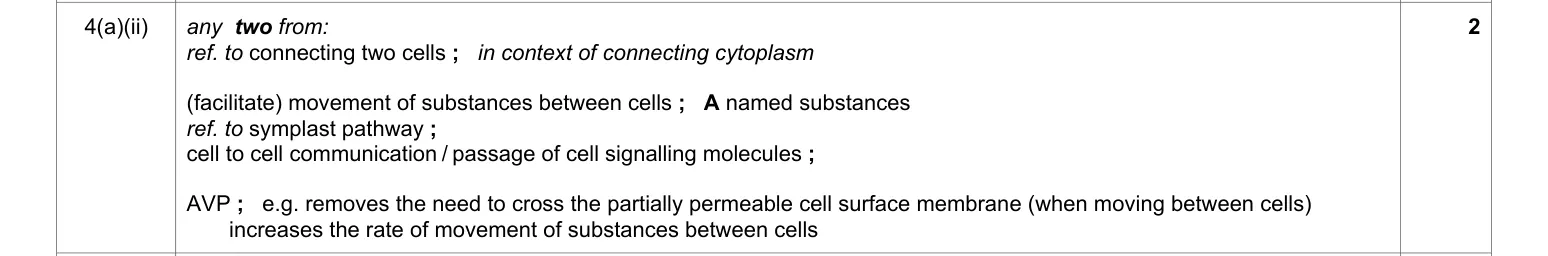 4(a)(ii) any two from: 2
ref. to connecting two cells ; in context of connecting cytoplasm
(facilitate) movement of substances between cells ; A named substances
ref. to symplast pathway ;
cell to cell communication / passage of cell signalling molecules ;
AVP ; e.g. removes the need to cross the partially permeable cell surface membrane (when moving between cells)
increases the rate of movement of substances between cells